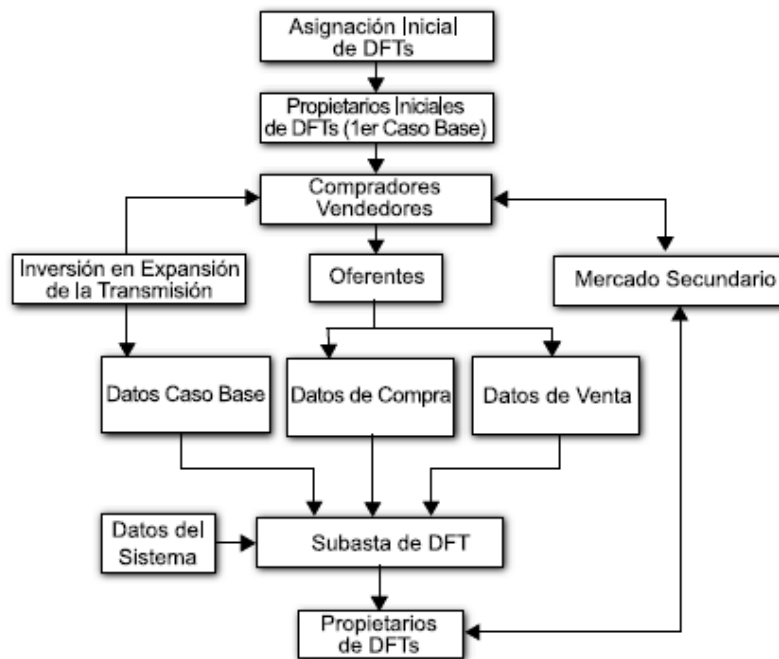 Asignación Inicial
de DFTs
Propietarios Iniciales
de DFTs (1er Caso Base)
Compradores
Vendedores
Inversión en Expansión
de la Transmisión
Oferentes
Mercado Secundario
Datos Caso Base
Datos de Compra
Datos de Venta
Datos del
Sistema
Subasta de DFT
Propietarios
de DFTs